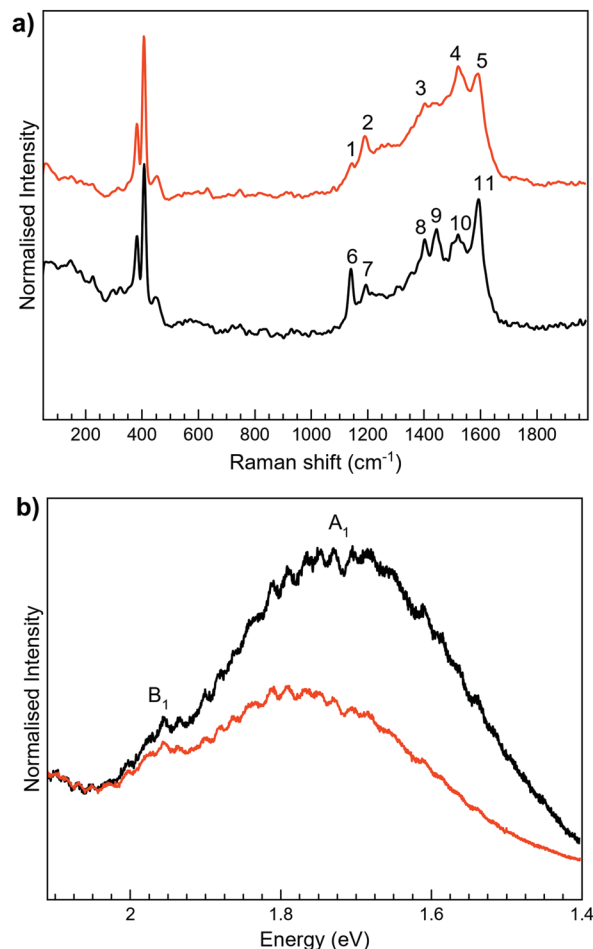 a)
Normalised Intensity
1
2
3
4
5
6
7
8
9
10
11
200 400 600 800 1000 1200 1400 1600 1800
Raman shift (cm⁻¹)
b)
Normalised Intensity
A₁
B₁
2 1.8 1.6 1.4
Energy (eV)